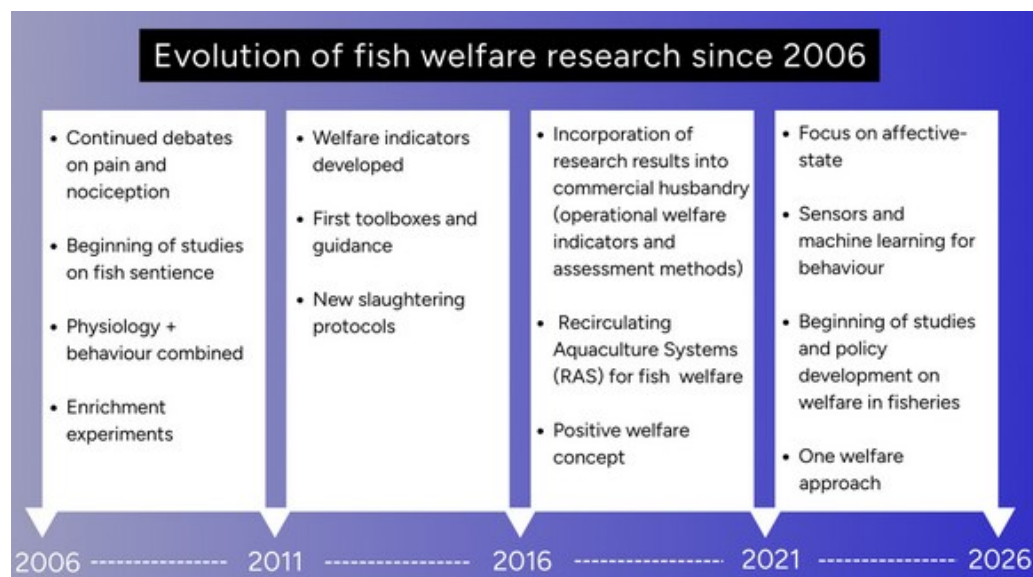 Evolution of fish welfare research since 2006
• Continued debates
on pain and
nociception
• Beginning of studies
on fish sentience
• Physiology +
behaviour combined
• Enrichment
experiments
• Welfare indicators
developed
• First toolboxes and
guidance
• New slaughtering
protocols
• Incorporation of
research results into
commercial husbandry
(operational welfare
indicators and
assessment methods)
• Recirculating
Aquaculture Systems
(RAS) for fish welfare
• Positive welfare
concept
• Focus on affective-
state
• Sensors and
machine learning for
behaviour
• Beginning of studies
and policy
development on
welfare in fisheries
• One welfare
approach
2006 ------------- 2011 ------------- 2016 ------------- 2021 ------------- 2026